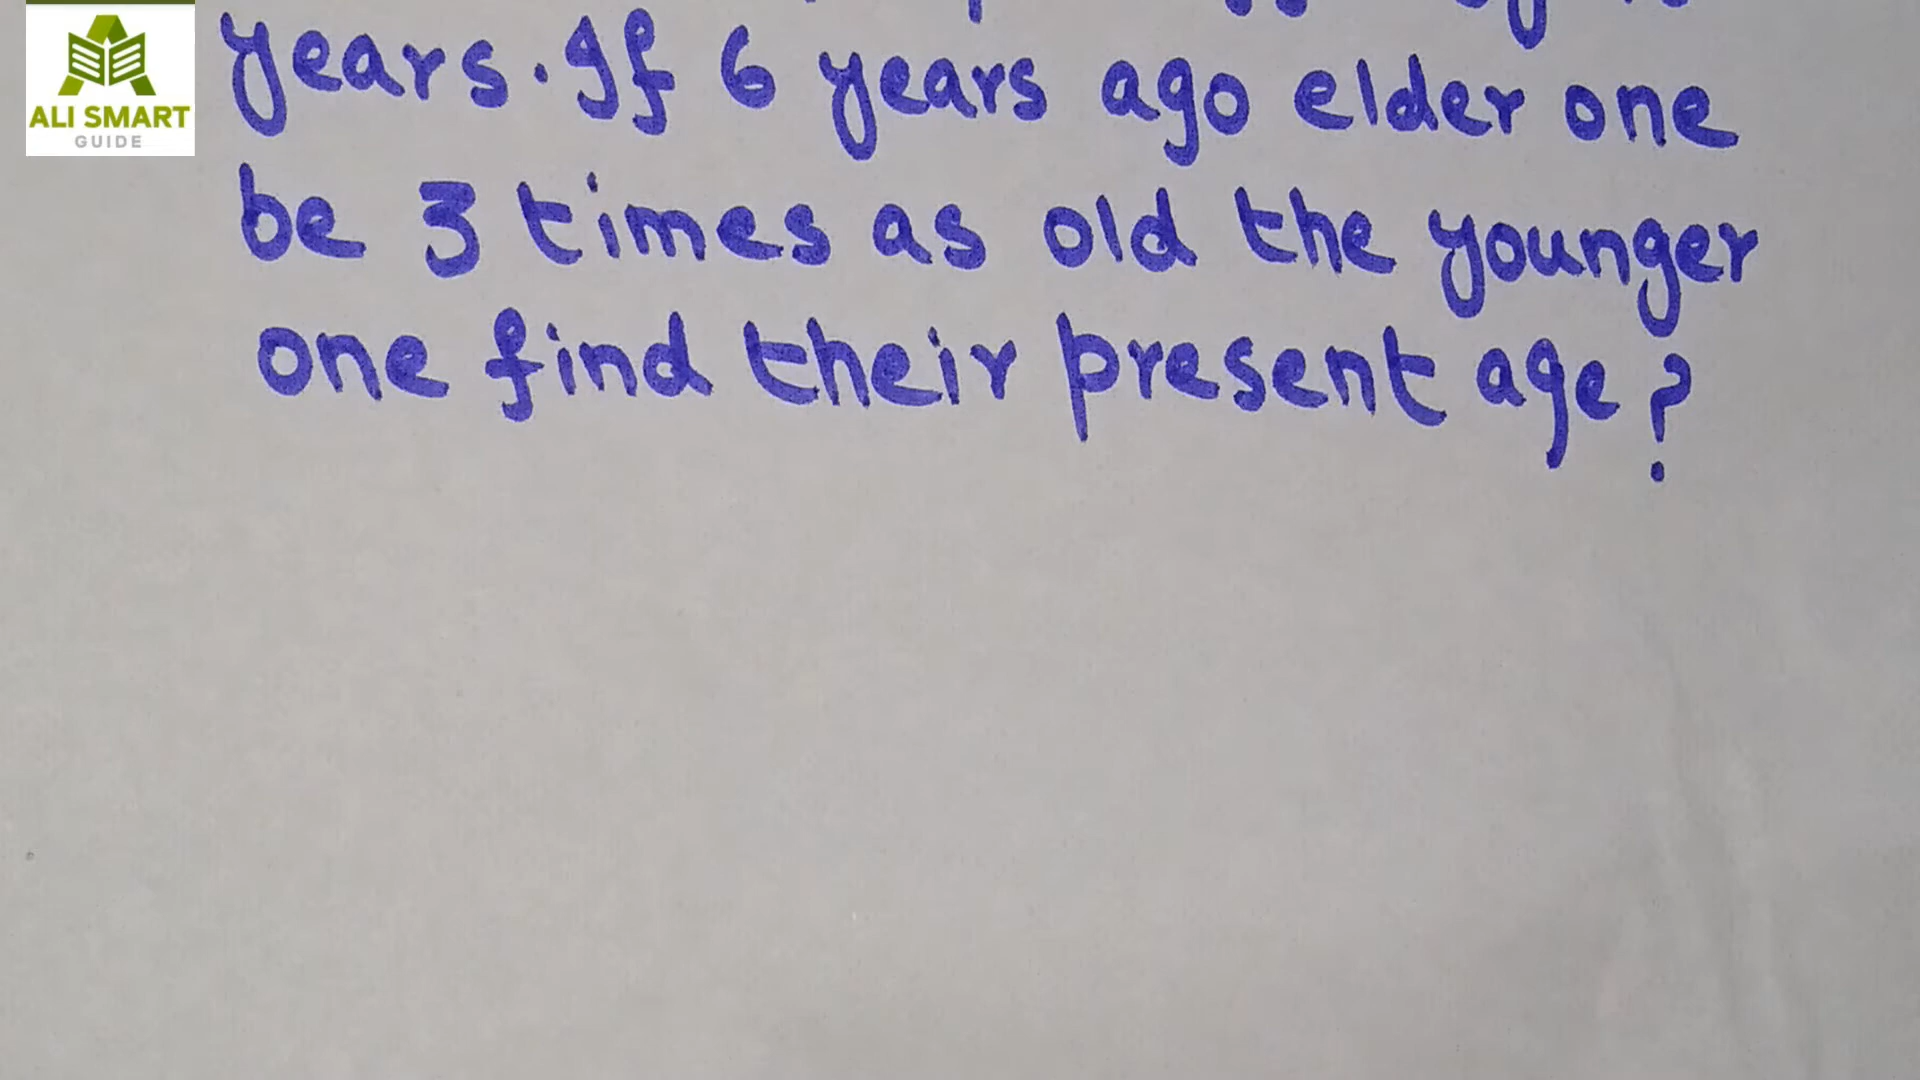 ALI SMART
GUIDE
years. If 6 years ago elder one
be 3 times as old the younger
one find their present age?